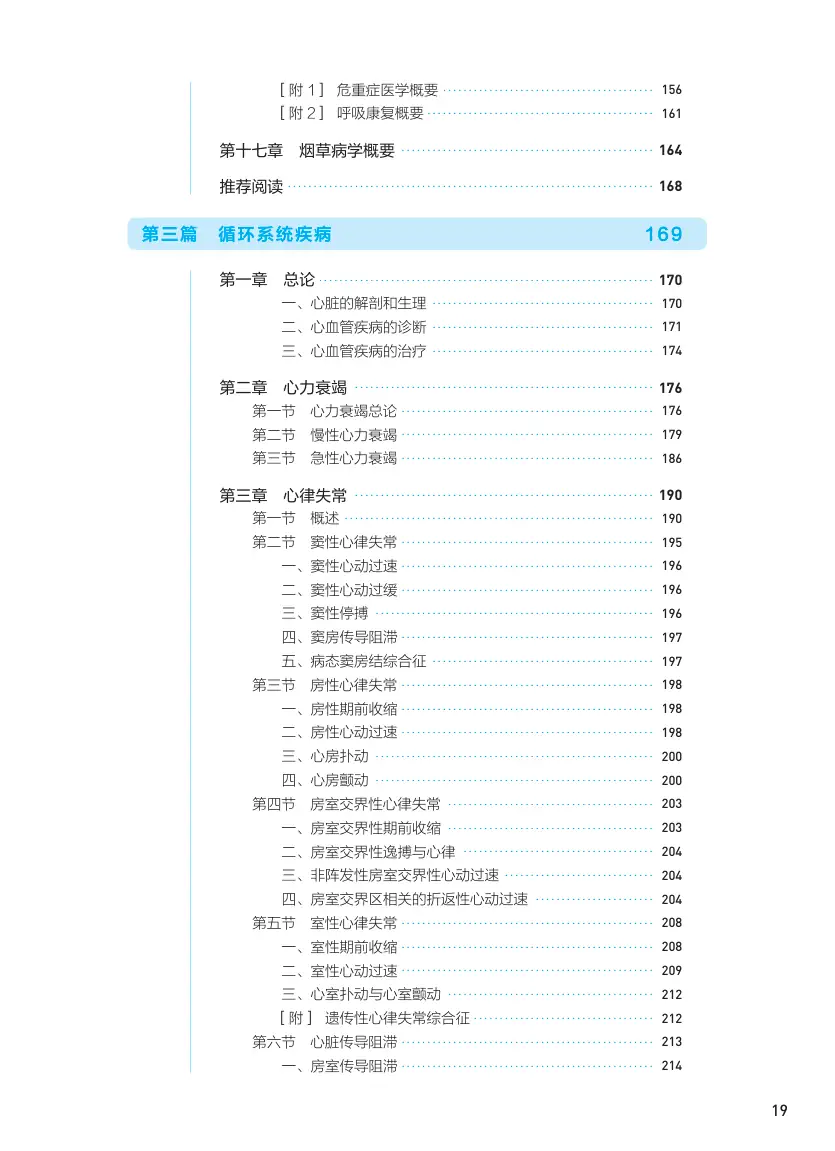 [附1] 危重症医学概要 156
[附2] 呼吸康复概要 161
第十七章 烟草病学概要 164
推荐阅读 168
第三篇 循环系统疾病 169
第一章 总论 170
一、心脏的解剖和生理 170
二、心血管疾病的诊断 171
三、心血管疾病的治疗 174
第二章 心力衰竭 176
第一节 心力衰竭总论 176
第二节 慢性心力衰竭 179
第三节 急性心力衰竭 186
第三章 心律失常 190
第一节 概述 190
第二节 窦性心律失常 195
一、窦性心动过速 196
二、窦性心动过缓 196
三、窦性停搏 196
四、窦房传导阻滞 197
五、病态窦房结综合征 197
第三节 房性心律失常 198
一、房性期前收缩 198
二、房性心动过速 198
三、心房扑动 200
四、心房颤动 200
第四节 房室交界性心律失常 203
一、房室交界性期前收缩 203
二、房室交界性逸搏与心律 204
三、非阵发性房室交界性心动过速 204
四、房室交界区相关的折返性心动过速 204
第五节 室性心律失常 208
一、室性期前收缩 208
二、室性心动过速 209
三、心室扑动与心室颤动 212
[附] 遗传性心律失常综合征 212
第六节 心脏传导阻滞 213
一、房室传导阻滞 214
19